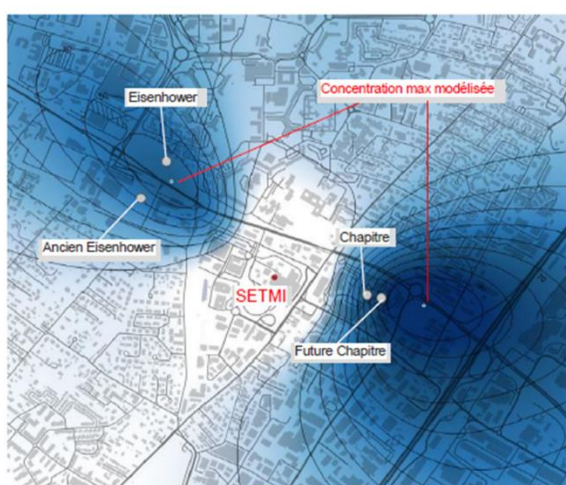 Eisenhower
Concentration max modélisée
Ancien Eisenhower
Chapitre
SETMI
Future Chapitre